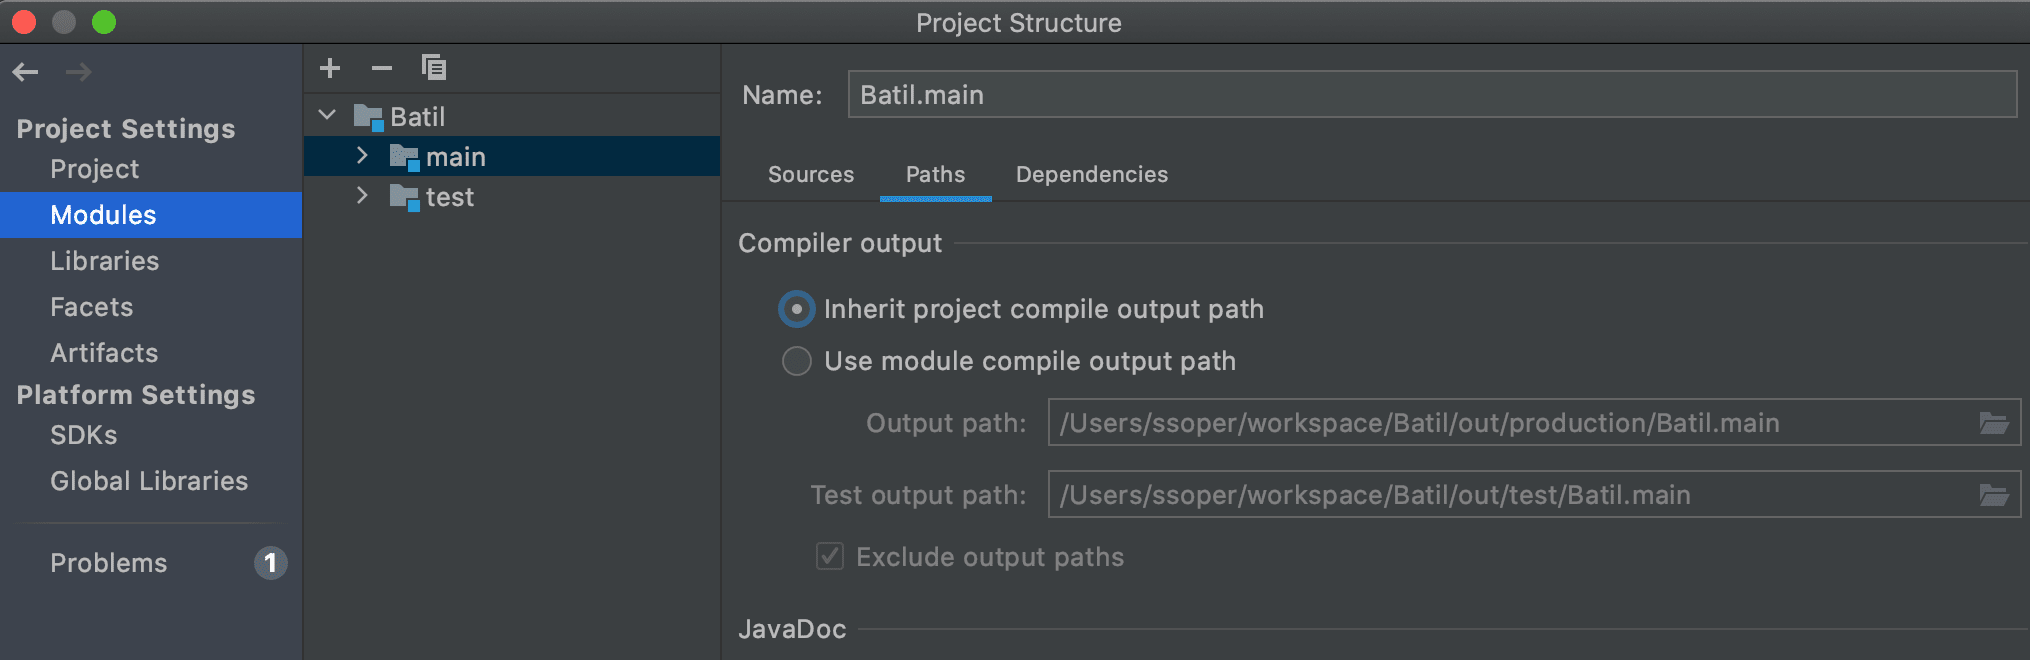 Project Structure
Project Settings
Project
Modules
Libraries
Facets
Artifacts
Platform Settings
SDKs
Global Libraries
Problems 1
Batil
main
test
Name: Batil.main
Sources Paths Dependencies
Compiler output
Inherit project compile output path
Use module compile output path
Output path: /Users/ssoper/workspace/Batil/out/production/Batil.main
Test output path: /Users/ssoper/workspace/Batil/out/test/Batil.main
Exclude output paths
JavaDoc